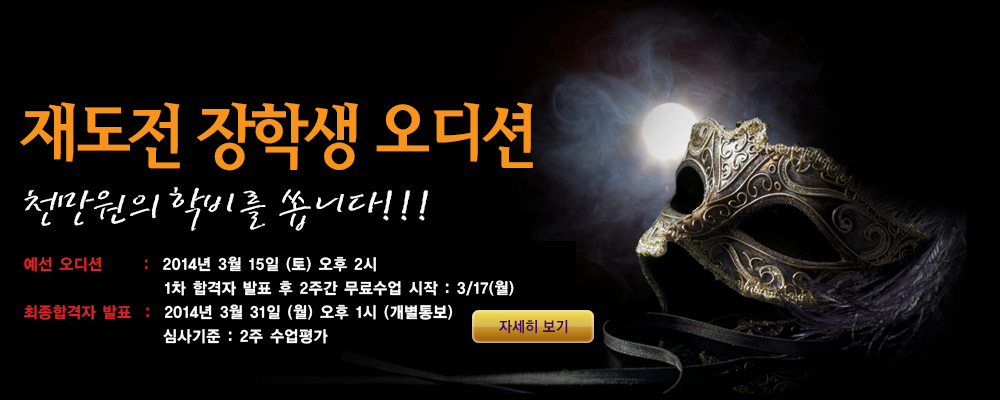 재도전 장학생 오디션
천만원의 학비를 쏩니다!!!
예선 오디션 : 2014년 3월 15일 (토) 오후 2시
1차 합격자 발표 후 2주간 무료수업 시작 : 3/17(월)
최종합격자 발표 : 2014년 3월 31일 (월) 오후 1시 (개별통보)
심사기준 : 2주 수업평가
자세히 보기